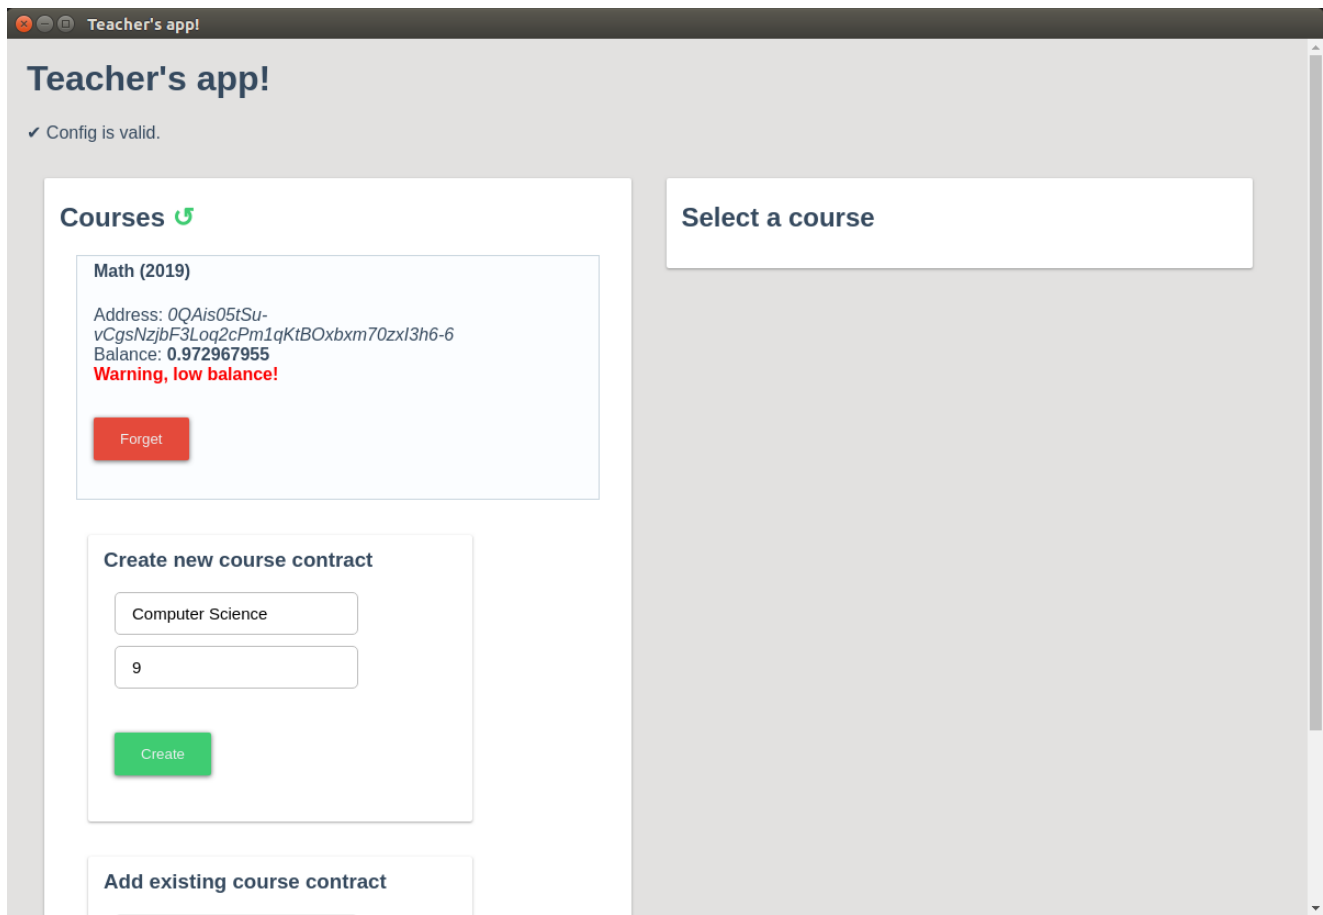 Teacher's app!
Teacher's app!
✔ Config is valid.
Courses ↺
Math (2019)
Address: 0QAis05tSu-
vCgsNzjbF3Loq2cPm1qKtBOxbxm70zxI3h6-6
Balance: 0.972967955
Warning, low balance!
Forget
Create new course contract
Computer Science
9
Create
Add existing course contract
Select a course